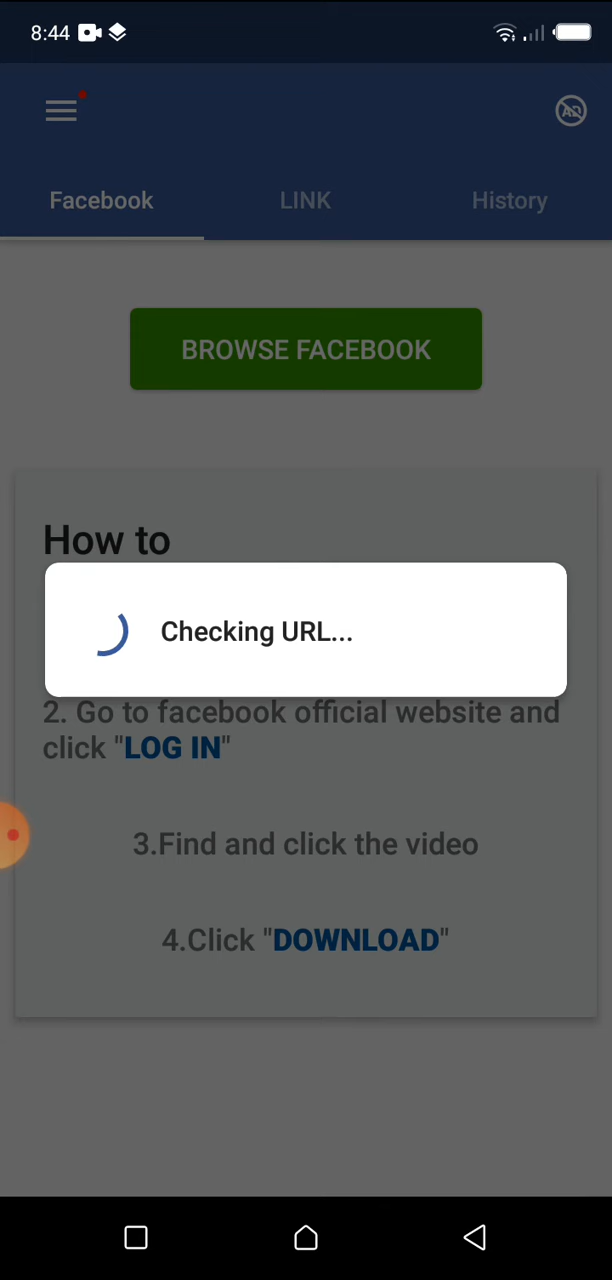 8:44
AD
Facebook LINK History
BROWSE FACEBOOK
How to
Checking URL...
2. Go to facebook official website and
click "LOG IN"
3.Find and click the video
4.Click "DOWNLOAD"